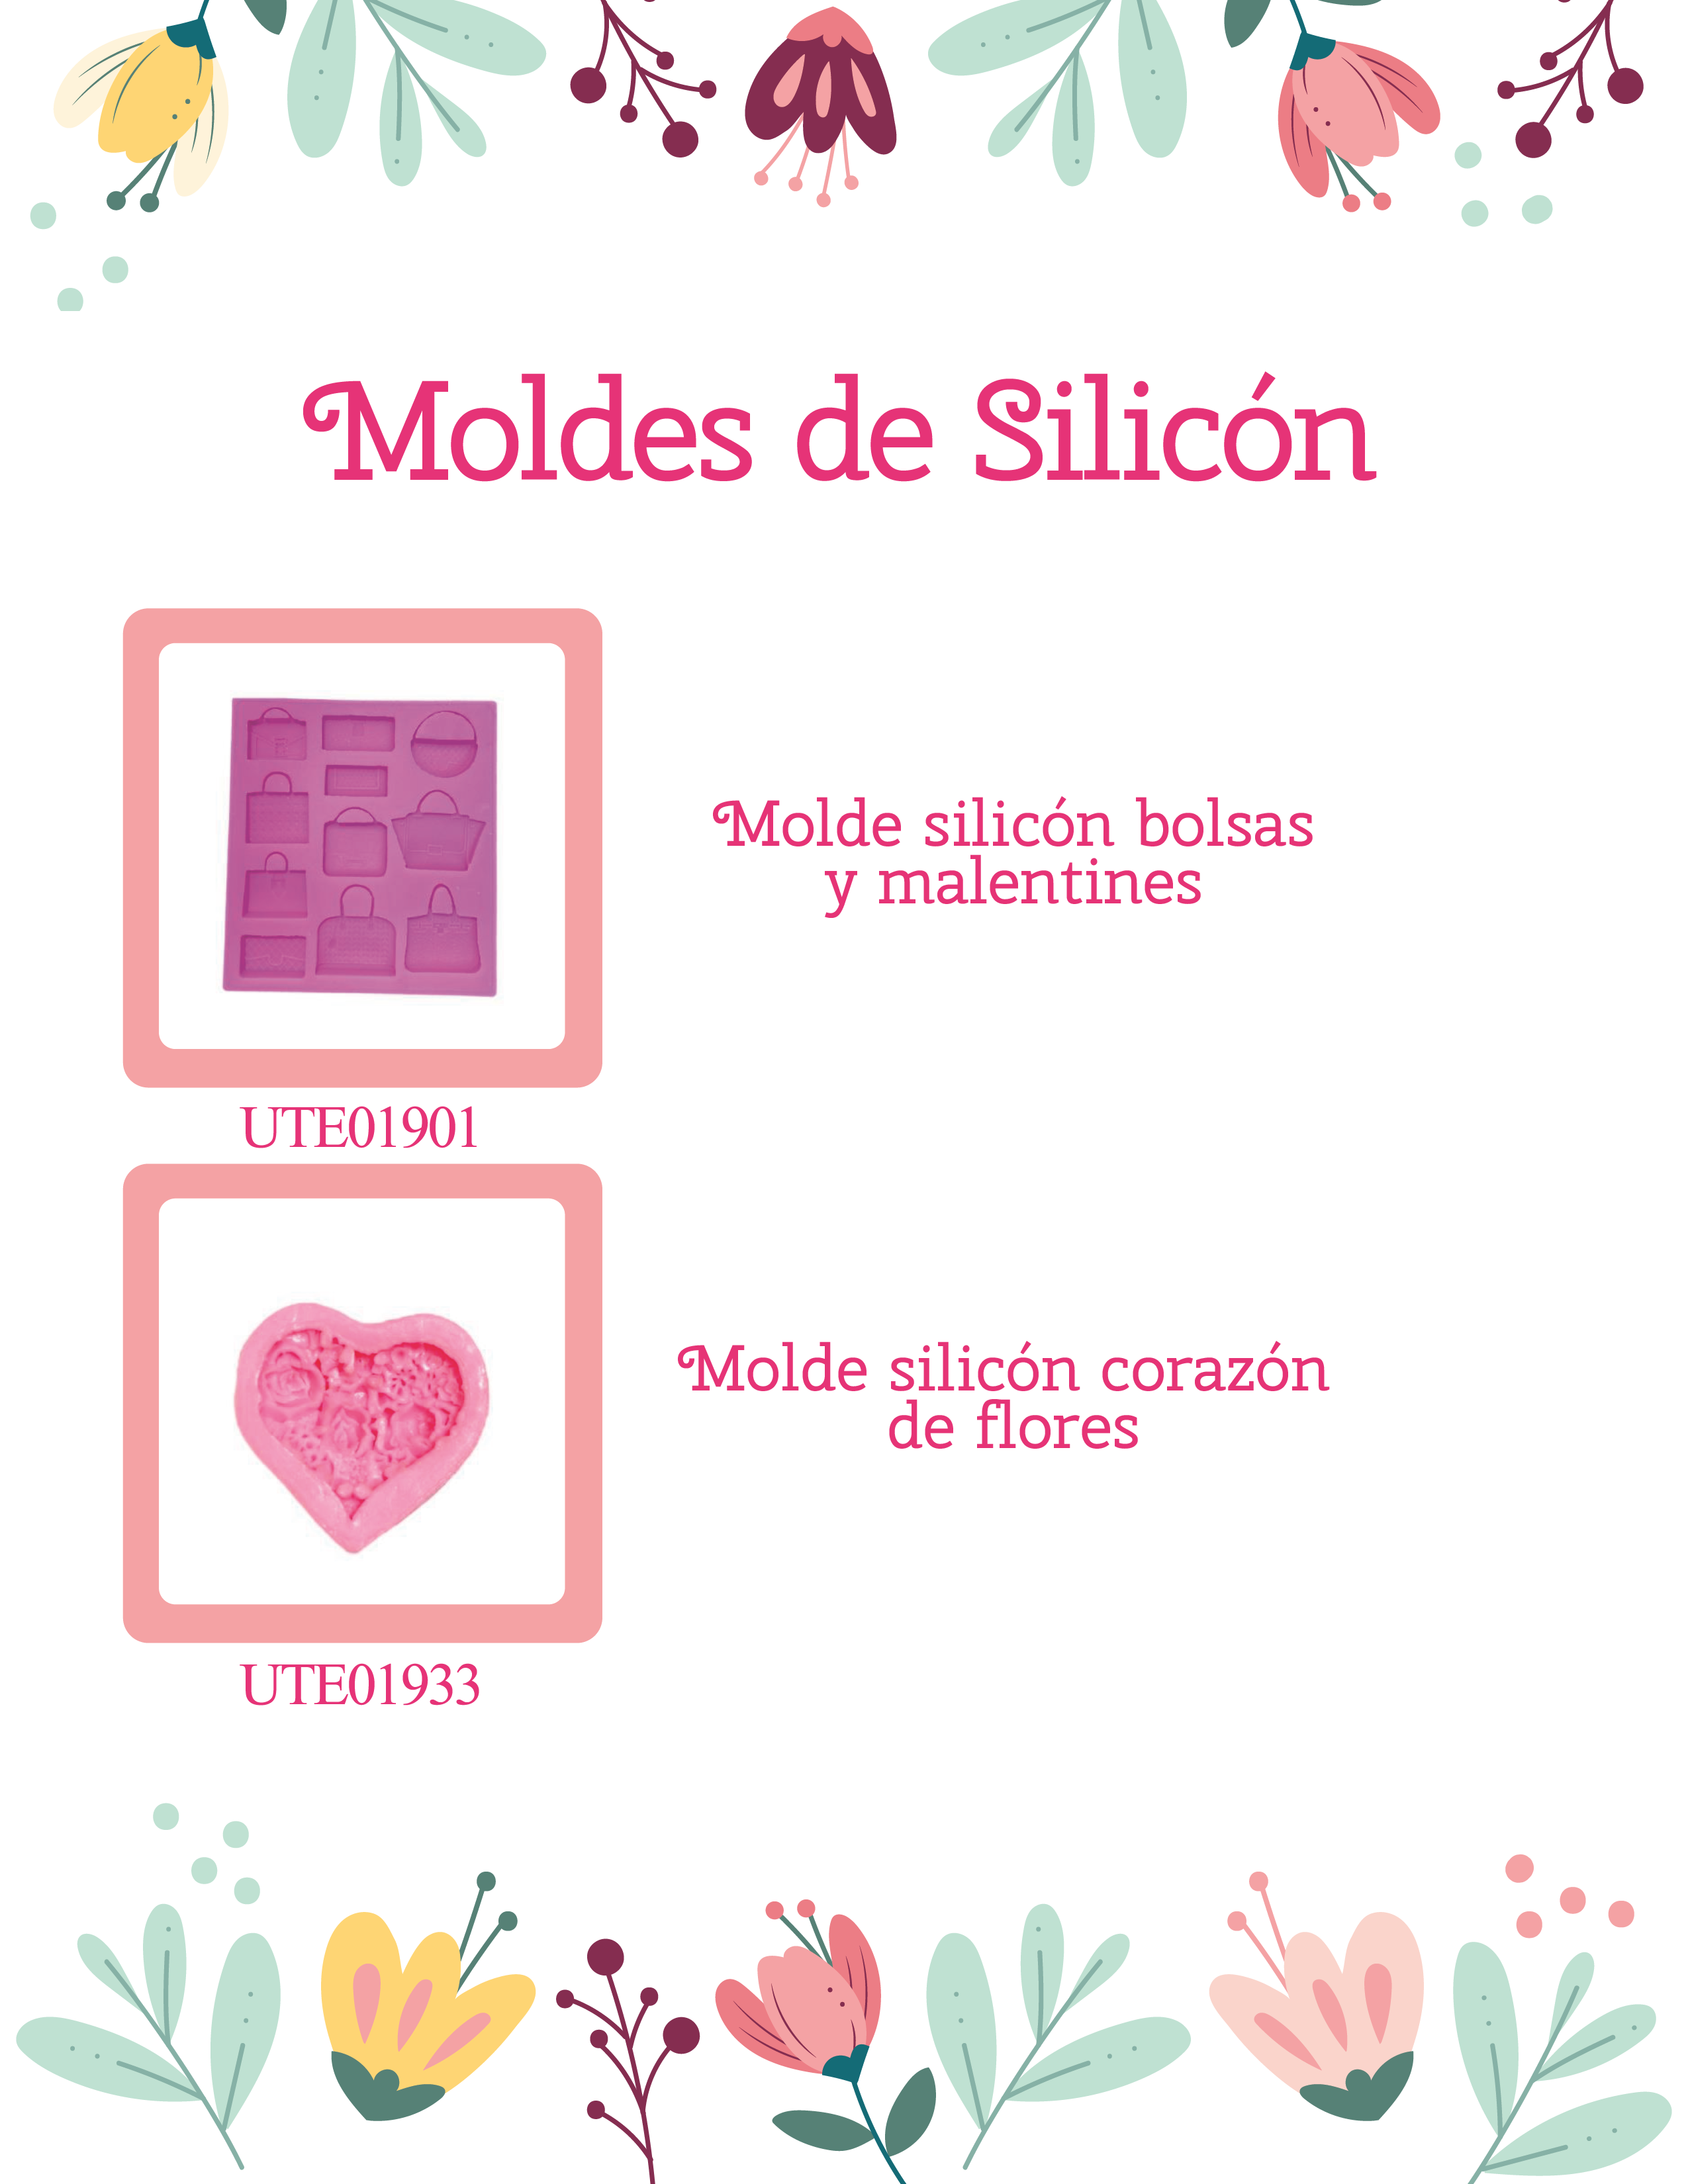 Moldes de Silicón
Molde silicón bolsas
y malentines
UTE01901
Molde silicón corazón
de flores
UTE01933